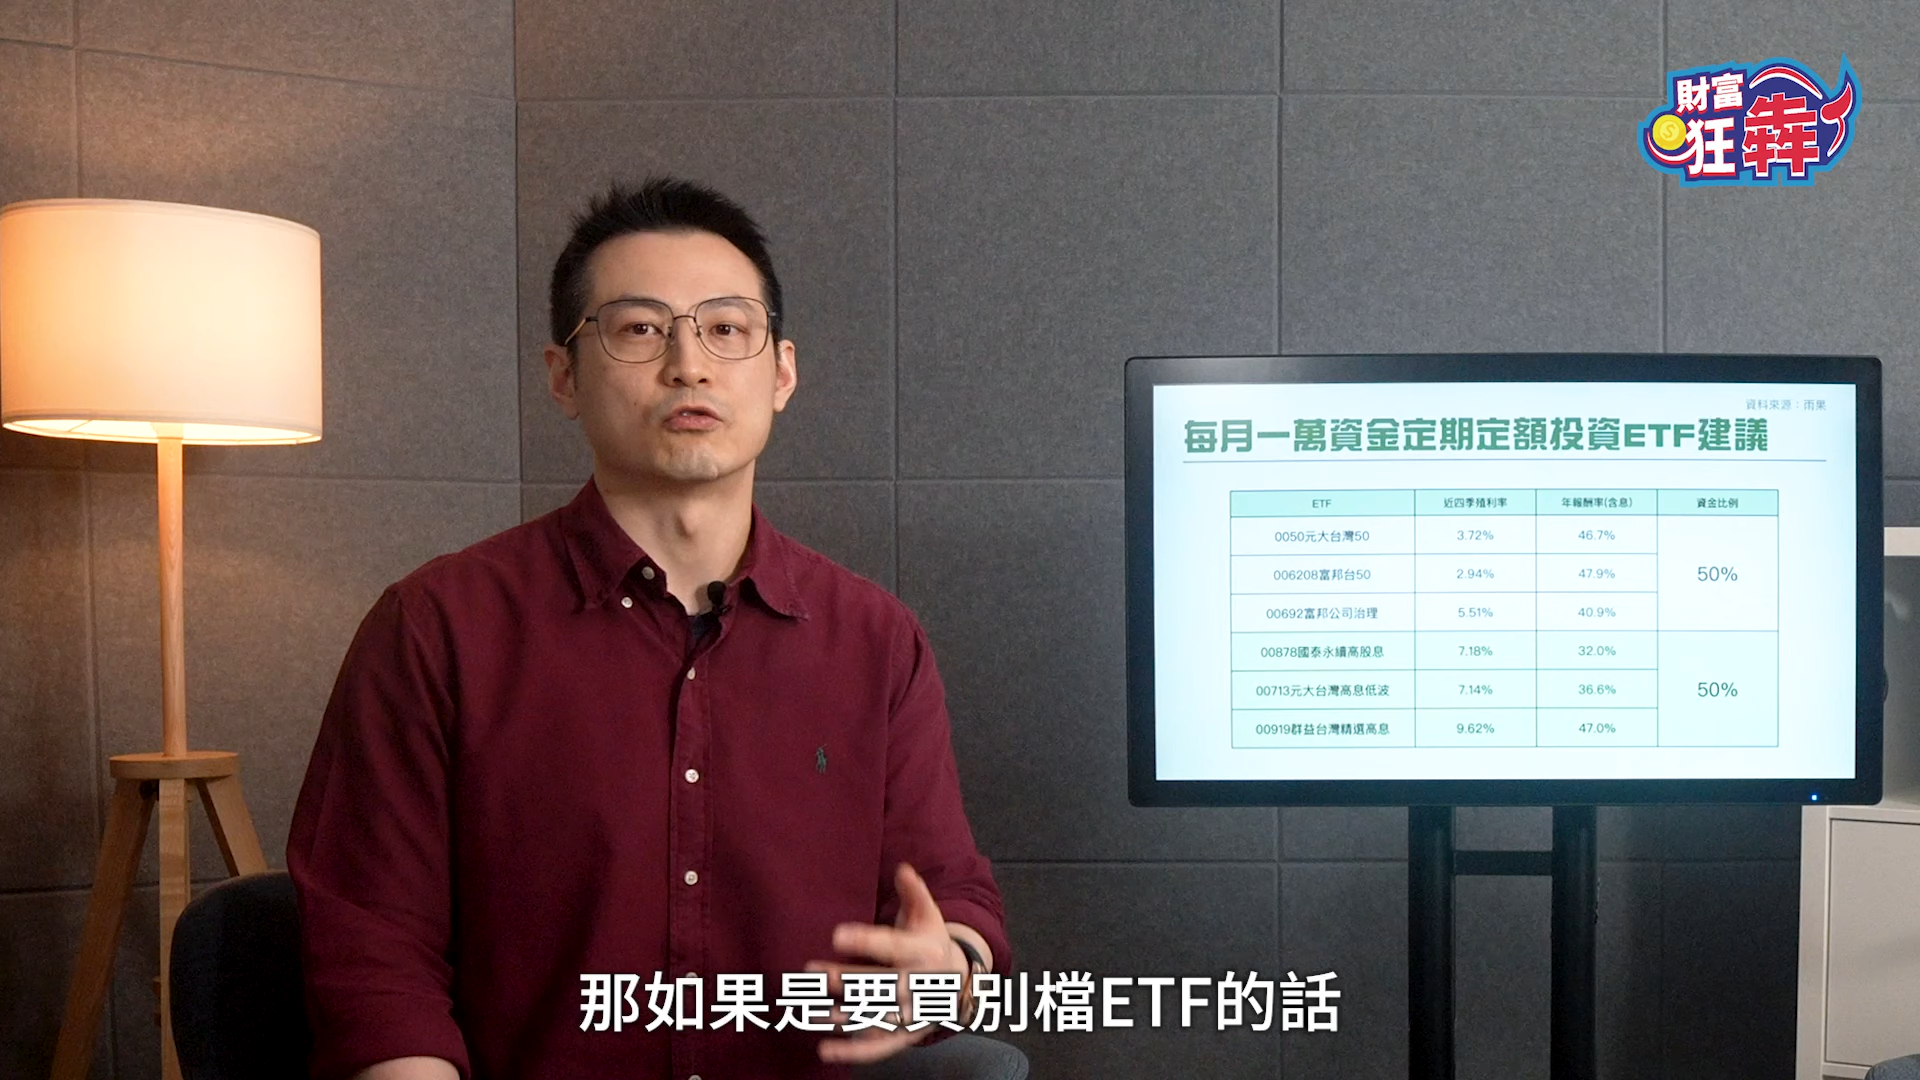 財富
狂犇
資料來源：雨果
每月一萬資金定期定額投資ETF建議
ETF 近四季殖利率 年報酬率(含息) 資金比例
0050元大台灣50 3.72% 46.7%
006208富邦台50 2.94% 47.9% 50%
00692富邦公司治理 5.51% 40.9%
00878國泰永續高股息 7.18% 32.0%
00713元大台灣高息低波 7.14% 36.6% 50%
00919群益台灣精選高息 9.62% 47.0%
那如果是要買別檔ETF的話